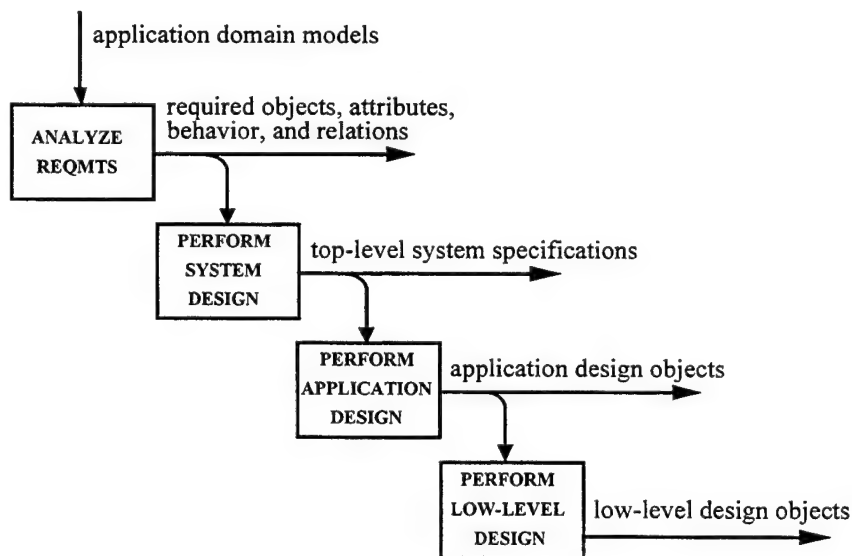 application domain models
required objects, attributes,
behavior, and relations
ANALYZE
REQMTS
PERFORM
SYSTEM
DESIGN
top-level system specifications
PERFORM
APPLICATION
DESIGN
application design objects
PERFORM
LOW-LEVEL
DESIGN
low-level design objects